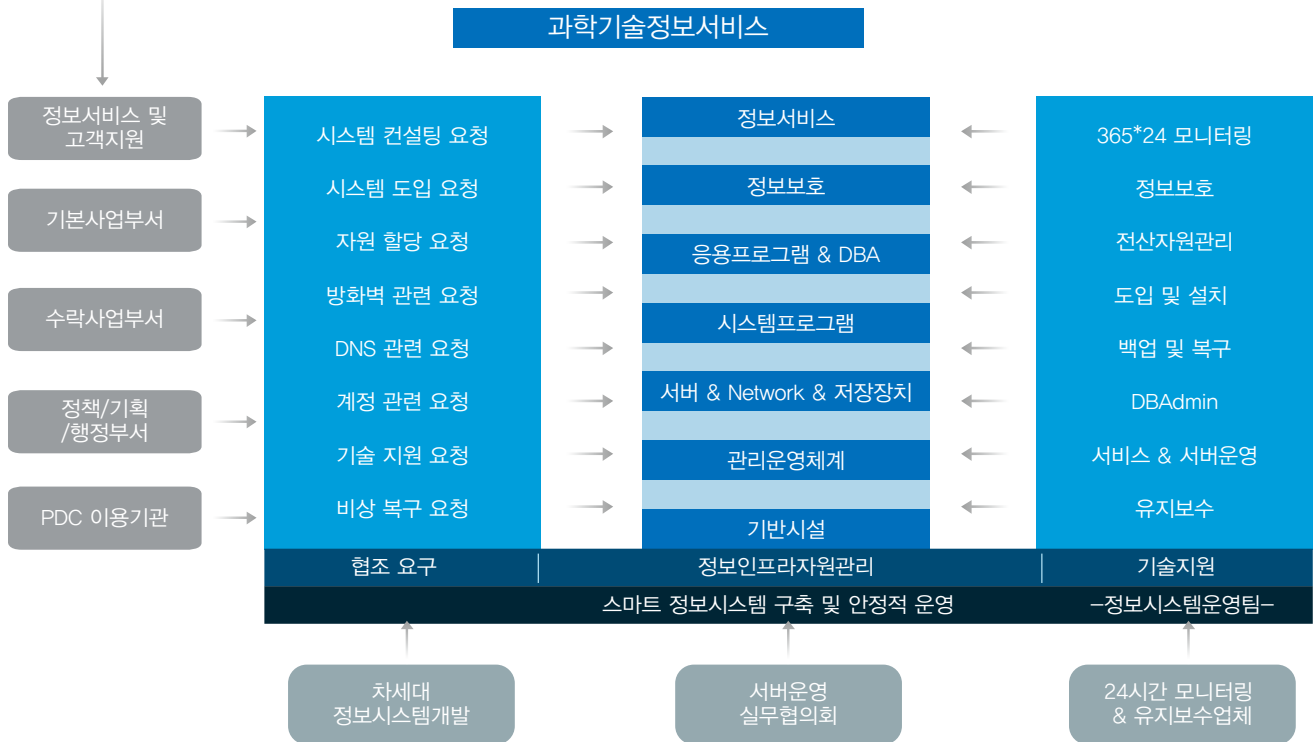 과학기술정보서비스
정보서비스 및
고객지원
기본사업부서
수락사업부서
정책/기획
/행정부서
PDC 이용기관
시스템 컨설팅 요청
시스템 도입 요청
자원 할당 요청
방화벽 관련 요청
DNS 관련 요청
계정 관련 요청
기술 지원 요청
비상 복구 요청
정보서비스
정보보호
응용프로그램 & DBA
시스템프로그램
서버 & Network & 저장장치
관리운영체계
기반시설
365*24 모니터링
정보보호
전산자원관리
도입 및 설치
백업 및 복구
DBAdmin
서비스 & 서버운영
유지보수
협조 요구
정보인프라자원관리
기술지원
스마트 정보시스템 구축 및 안정적 운영
-정보시스템운영팀-
차세대
정보시스템개발
서버운영
실무협의회
24시간 모니터링
& 유지보수업체